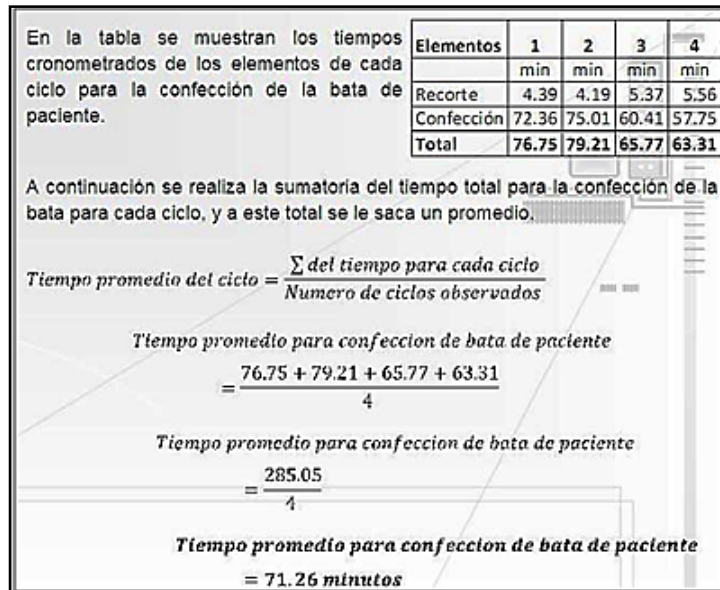 En la tabla se muestran los tiempos
cronometrados de los elementos de cada
ciclo para la confección de la bata de
paciente.
Elementos 1 2 3 4
min min min min
Recorte 4.39 4.19 5.37 5.56
Confección 72.36 75.01 60.41 57.75
Total 76.75 79.21 65.77 63.31
A continuación se realiza la sumatoria del tiempo total para la confección de la
bata para cada ciclo, y a este total se le saca un promedio.
Tiempo promedio del ciclo = ∑ del tiempo para cada ciclo / Numero de ciclos observados
Tiempo promedio para confeccion de bata de paciente
= 76.75 + 79.21 + 65.77 + 63.31 / 4
Tiempo promedio para confeccion de bata de paciente
= 285.05 / 4
Tiempo promedio para confeccion de bata de paciente
= 71.26 minutos